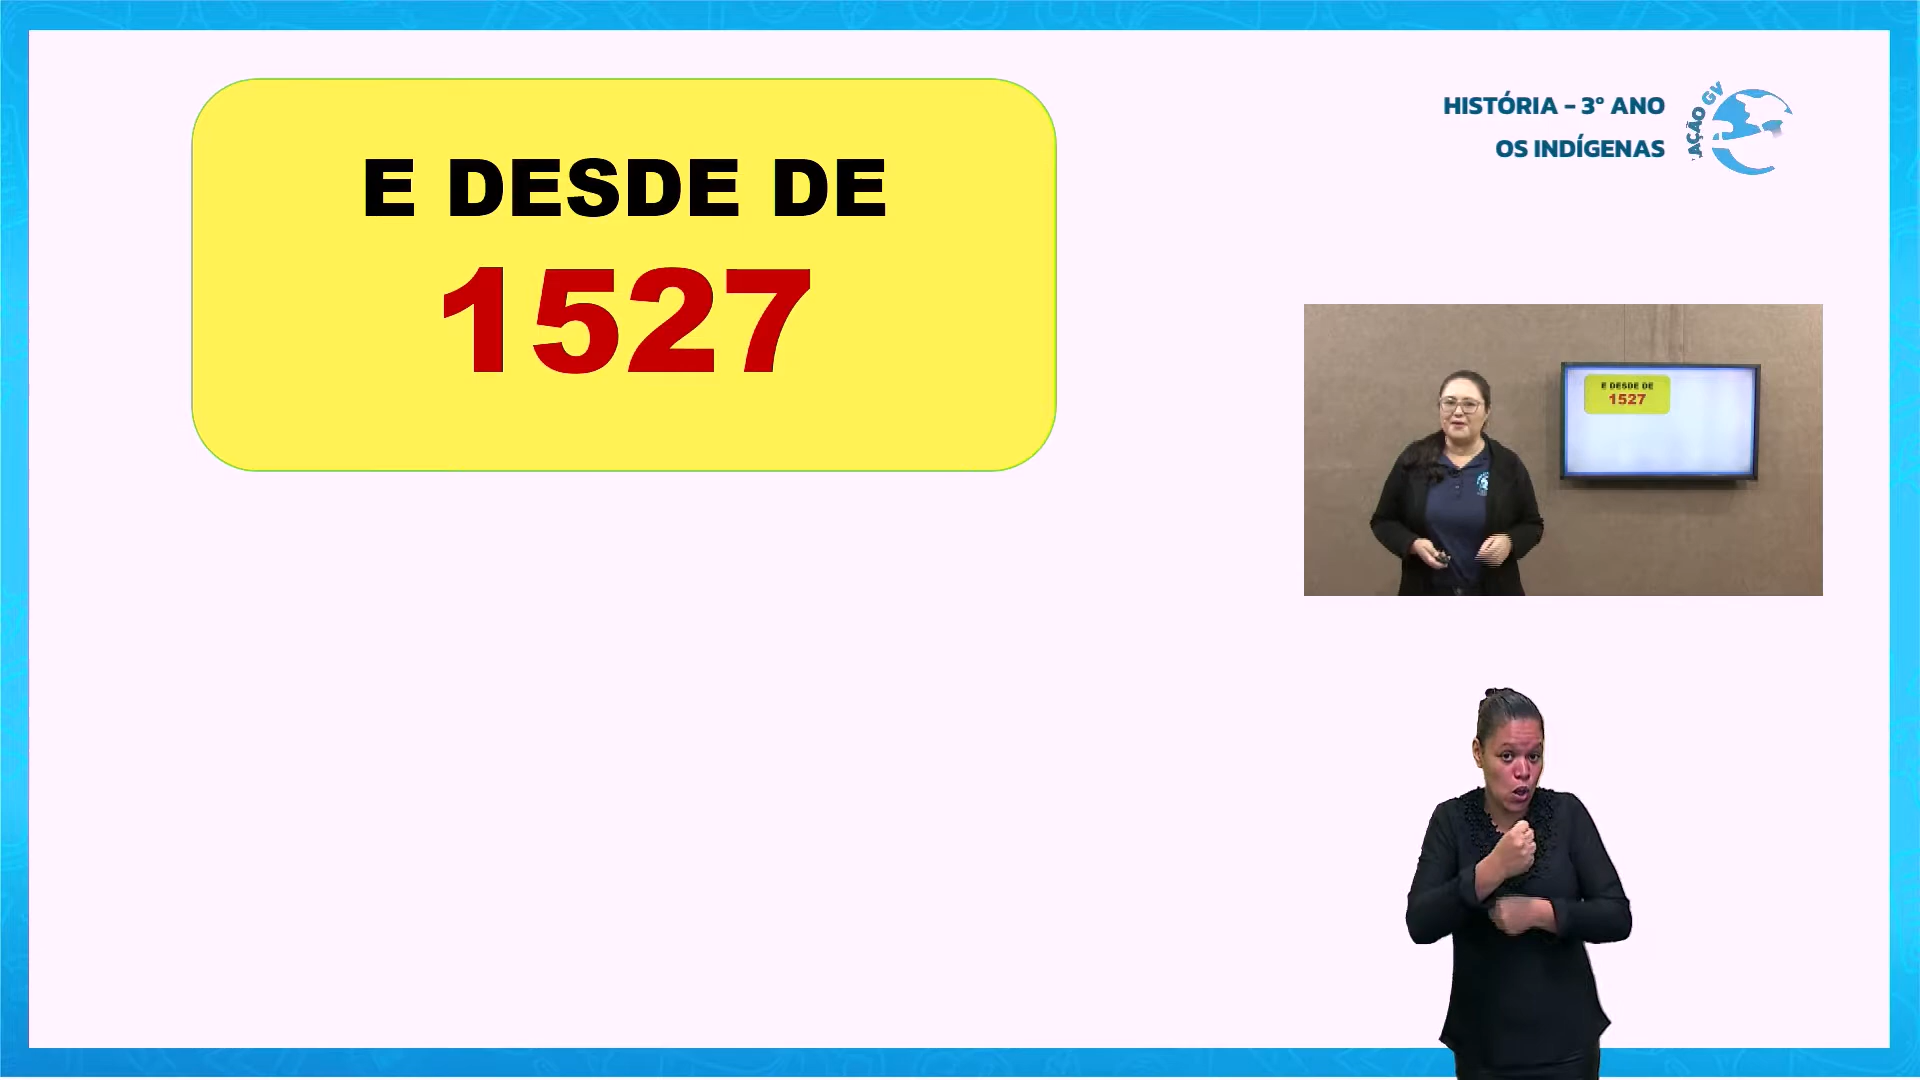 E DESDE DE
1527
HISTÓRIA – 3º ANO
OS INDÍGENAS
AÇÃO GV
E DESDE DE
1527